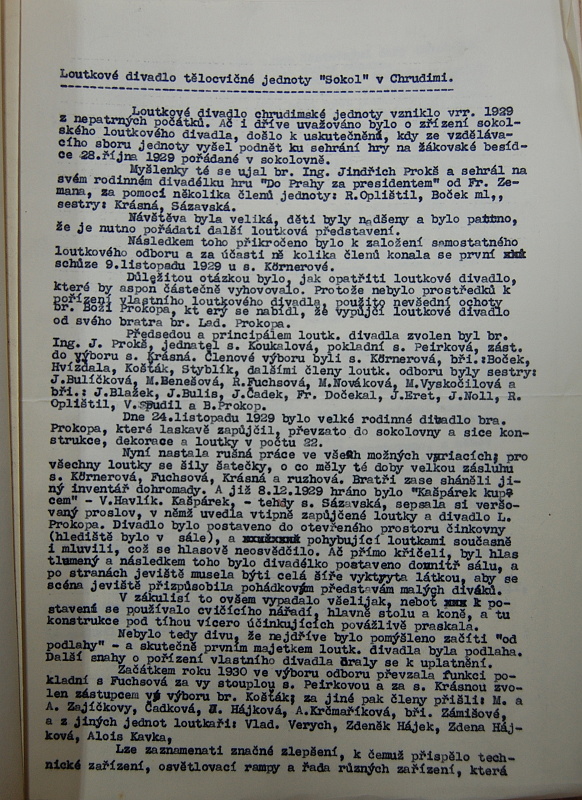 Loutkové divadlo tělocvičné jednoty "Sokol" v Chrudimi.
Loutkové divadlo chrudimské jednoty vzniklo vrr. 1929
z nepatrných počátků. Ač i dříve uvažováno bylo o zřízení sokol-
ského loutkového divadla, došlo k uskutečněnú, kdy ze vzděláva-
cího sboru jednoty vyšel podnět ku sehrání hry na žákovské besíd-
ce 28.října 1929 pořádané v sokolovně.
Myšlenky té se ujal br. Ing. Jindřich Prokš a sehrál na
svém rodinném divadélku hru "Do Prahy za presidentem" od Fr. Ze-
mana, za pomoci několika členů jednoty: R.Oplištil, Boček ml,,
sestry: Krásná, Sázavská.
Návštěva byla veliká, děti byly nadšeny a bylo patrno,
že je nutno pořádati další loutková představení.
Následkem toho přikročeno bylo k založení samostatného
loutkového odboru a za účasti ně kolika členů konala se první
schůze 9.listopadu 1929 u s. Körnerové.
Důležitou otázkou bylo, jak opatřiti loutkové divadlo,
které by aspoň částečně vyhovovalo. Protože nebylo prostředků k
pořízení vlastního loutkového divadla, použito nevšední ochoty
br. Boži Prokopa, kt erý se nabídl, že vypůjčí loutkové divadlo
od svého bratra br. Lad. Prokopa.
Předsedou a principálem loutk. divadla zvolen byl br.
Ing. J. Prokš, jednatel s. Koukalová, pokladní s. Peirková, zást.
do výboru s. Krásná. Členové výboru byli s. Körnerová, bři.:Boček,
Hvízdala, Košťák, Styblík, dalšími členy loutk. odboru byly sestry:
J.Bulíčková, M.Benešová, R.Fuchsová, M.Nováková, M.Vyskočilová a
bři.: J.Blažek, J.Bulis, J.Čadek, Fr. Dočekal, J.Eret, J.Noll, R.
Oplištil, V. Spudil a B.Prokop.
Dne 24.listopadu 1929 bylo velké rodinné divadlo bra.
Prokopa, které laskavě zapůjčil, převzato do sokolovny a sice kon-
strukce, dekorace a loutky v počtu 22.
Nyní nastala rušná práce ve všech možných variacích; pro
všechny loutky se šily šatečky, o co měly té doby velkou zásluhu
s. Körnerová, Fuchsová, Krásná a ruzhová. Bratři zase sháněli ji-
ný inventář dohromady. A již 8.12.1929 hráno bylo "Kašpárek kup-
cem" - V.Havlík. Kašpárek, - tehdy s. Sázavská, sepsala si veršo-
vaný proslov, v němž uvedla vtipně zapůjčené loutky a divadlo L.
Prokopa. Divadlo bylo postaveno do otevřeného prostoru činkovny
(hlediště bylo v sále), a pohybující loutkami současně
i mluvili, což se hlasově neosvědčilo. Ač přímo křičeli, byl hlas
tlumený a následkem toho bylo divadélko postaveno dovnitř sálu, a
po stranách jeviště musela býti celá šíře vykryta látkou, aby se
scéna jeviště přizpůsobila pohádkovým představám malých diváků.
V zákulisí to ovšem vypadalo všelijak, neboť k po-
stavení se používalo cvičícího nářadí, hlavně stolu a koně, a tu
konstrukce pod tíhou vícero účinkujících povážlivě praskala.
Nebylo tedy divu, že nejdříve bylo pomýšleno začíti "od
podlahy" - a skutečně prvním majetkem loutk. divadla byla podlaha.
Další snahy o pořízení vlastního divadla braly se k uplatnění.
Začátkem roku 1930 ve výboru odboru převzala funkci po-
kladní s Fuchsová za vy stouplou s. Peirkovou a za s. Krásnou zvo-
len zástupcem výboru br. Košťák; za jiné pak členy přišli: M. a
A. Zajíčkovy, Čadková, Hájková, A.Krčmaříková, bři. Zámišové,
a z jiných jednot loutkaři: Vlad. Verych, Zdeněk Hájek, Zdena Háj-
ková, Alois Kavka,
Lze zaznamenati značné zlepšení, k čemuž přispělo tech-
nické zařízení, osvětlovací rampy a řada různých zařízení, která